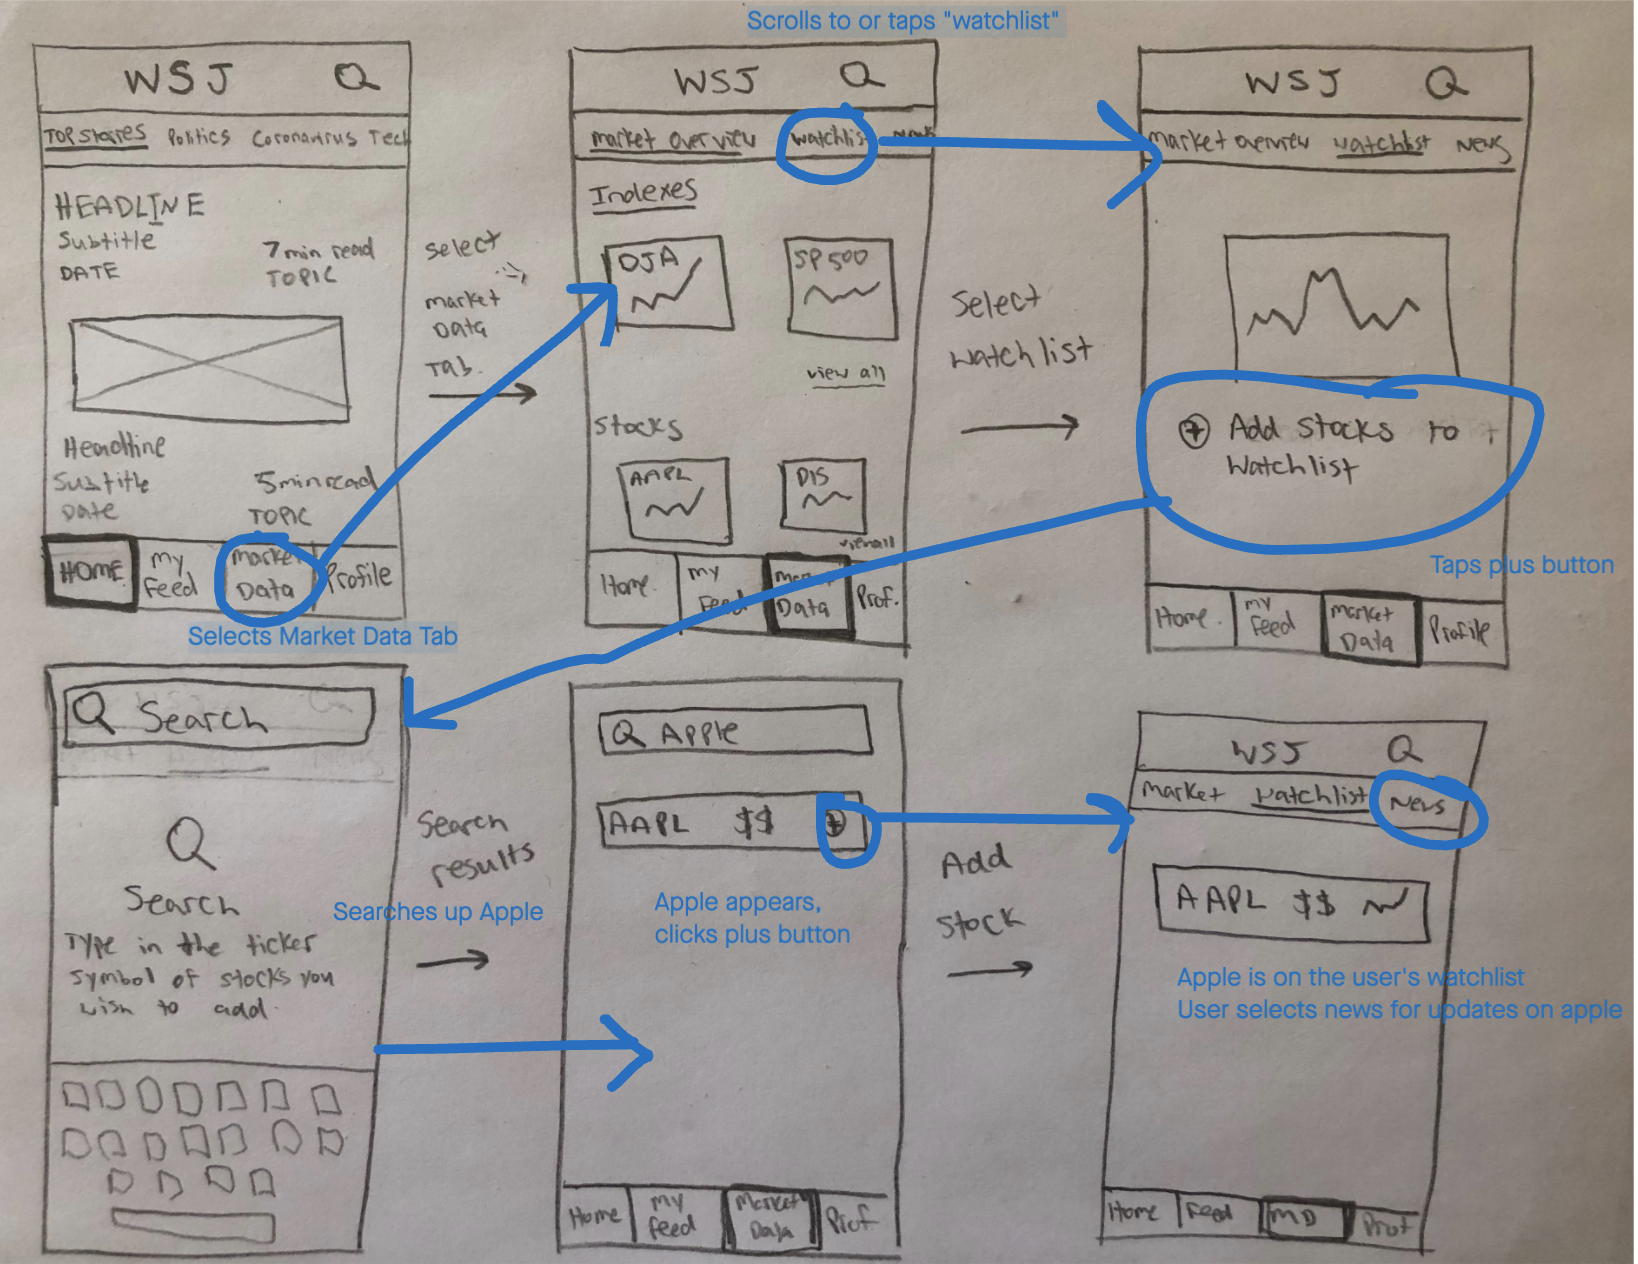 Scrolls to or taps "watchlist"
WSJ
TOP Stories Politics Coronavirus Tech
HEADLINE
Subtitle
DATE
7 min read
TOPIC
Headline
Subtitle
Date
5 min read
TOPIC
HOME
My
Feed
Market
Data
Profile
Selects Market Data Tab
select
market
Data
Tab.
WSJ
Market Overview Watchlist News
Indexes
DJA
SP 500
view all
Stocks
AAPL
DIS
view all
Home.
My
Feed
Market
Data
Prof.
Select
Watchlist
WSJ
Market Overview Watchlist News
+ Add Stocks to
Watchlist
Taps plus button
Home.
My
Feed
Market
Data
Profile
Search
Search
Type in the ticker
symbol of stocks you
wish to add.
Search
results
Searches up Apple
Apple
AAPL $$ +
Apple appears,
clicks plus button
Home
My
Feed
Market
Data
Prof.
Add
Stock
WSJ
Market Watchlist News
AAPL $$
Apple is on the user's watchlist
User selects news for updates on apple
Home
Feed
MD
Prof